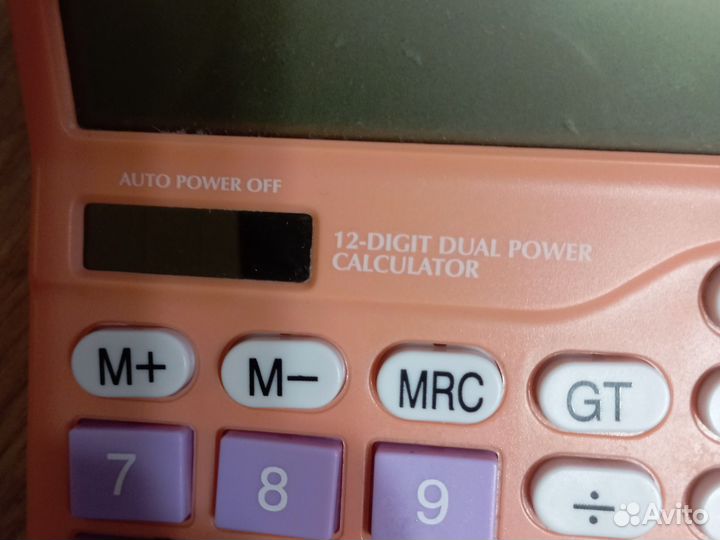 AUTO POWER OFF
12-DIGIT DUAL POWER
CALCULATOR
M+
M−
MRC
GT
7
8
9
÷
Avito